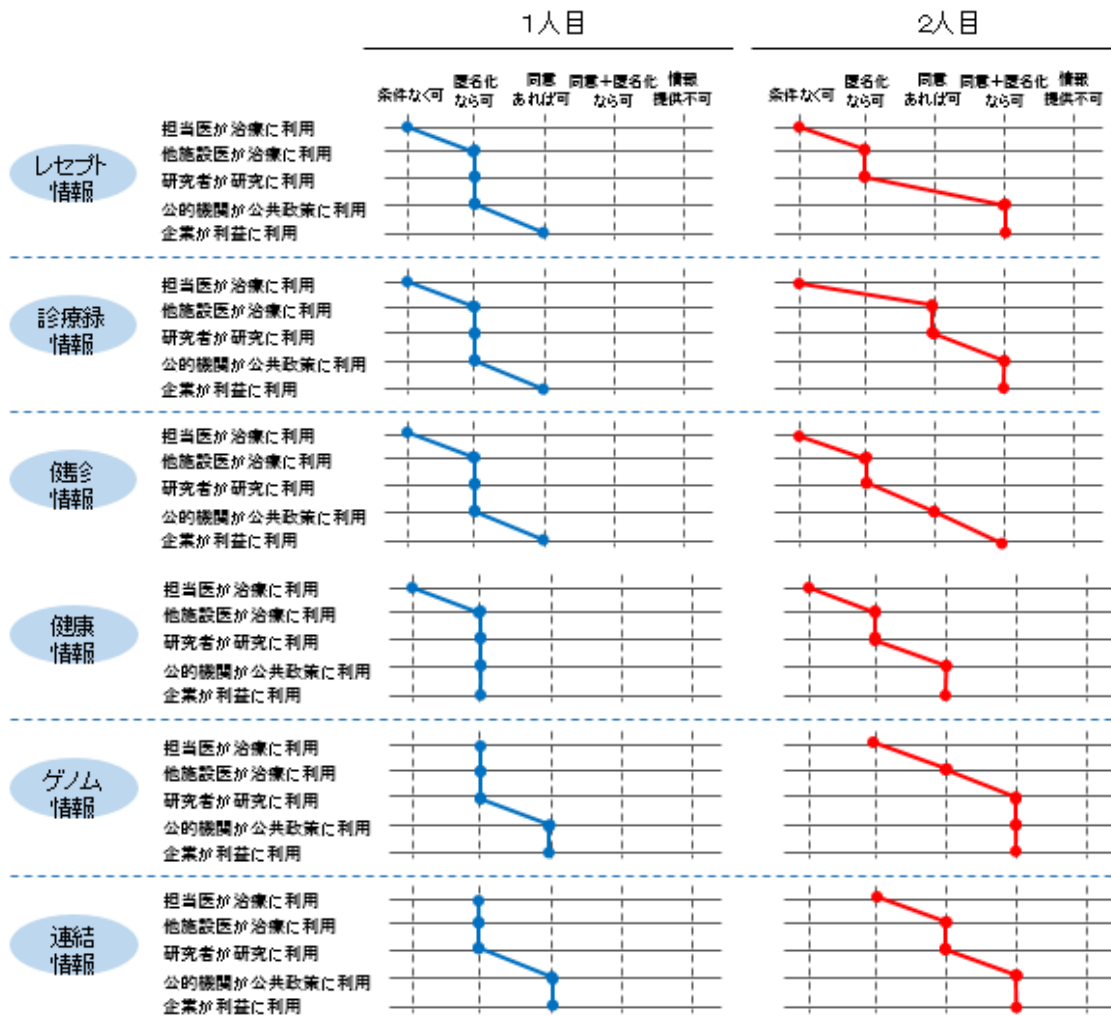 1人目
2人目
条件なく可
匿名化
なら可
同意
あれば可
同意＋匿名化
なら可
情報
提供不可
条件なく可
匿名化
なら可
同意
あれば可
同意＋匿名化
なら可
情報
提供不可
レセプト
情報
担当医が治療に利用
他施設医が治療に利用
研究者が研究に利用
公的機関が公共政策に利用
企業が利益に利用
診療録
情報
担当医が治療に利用
他施設医が治療に利用
研究者が研究に利用
公的機関が公共政策に利用
企業が利益に利用
健診
情報
担当医が治療に利用
他施設医が治療に利用
研究者が研究に利用
公的機関が公共政策に利用
企業が利益に利用
健康
情報
担当医が治療に利用
他施設医が治療に利用
研究者が研究に利用
公的機関が公共政策に利用
企業が利益に利用
ゲノム
情報
担当医が治療に利用
他施設医が治療に利用
研究者が研究に利用
公的機関が公共政策に利用
企業が利益に利用
連結
情報
担当医が治療に利用
他施設医が治療に利用
研究者が研究に利用
公的機関が公共政策に利用
企業が利益に利用